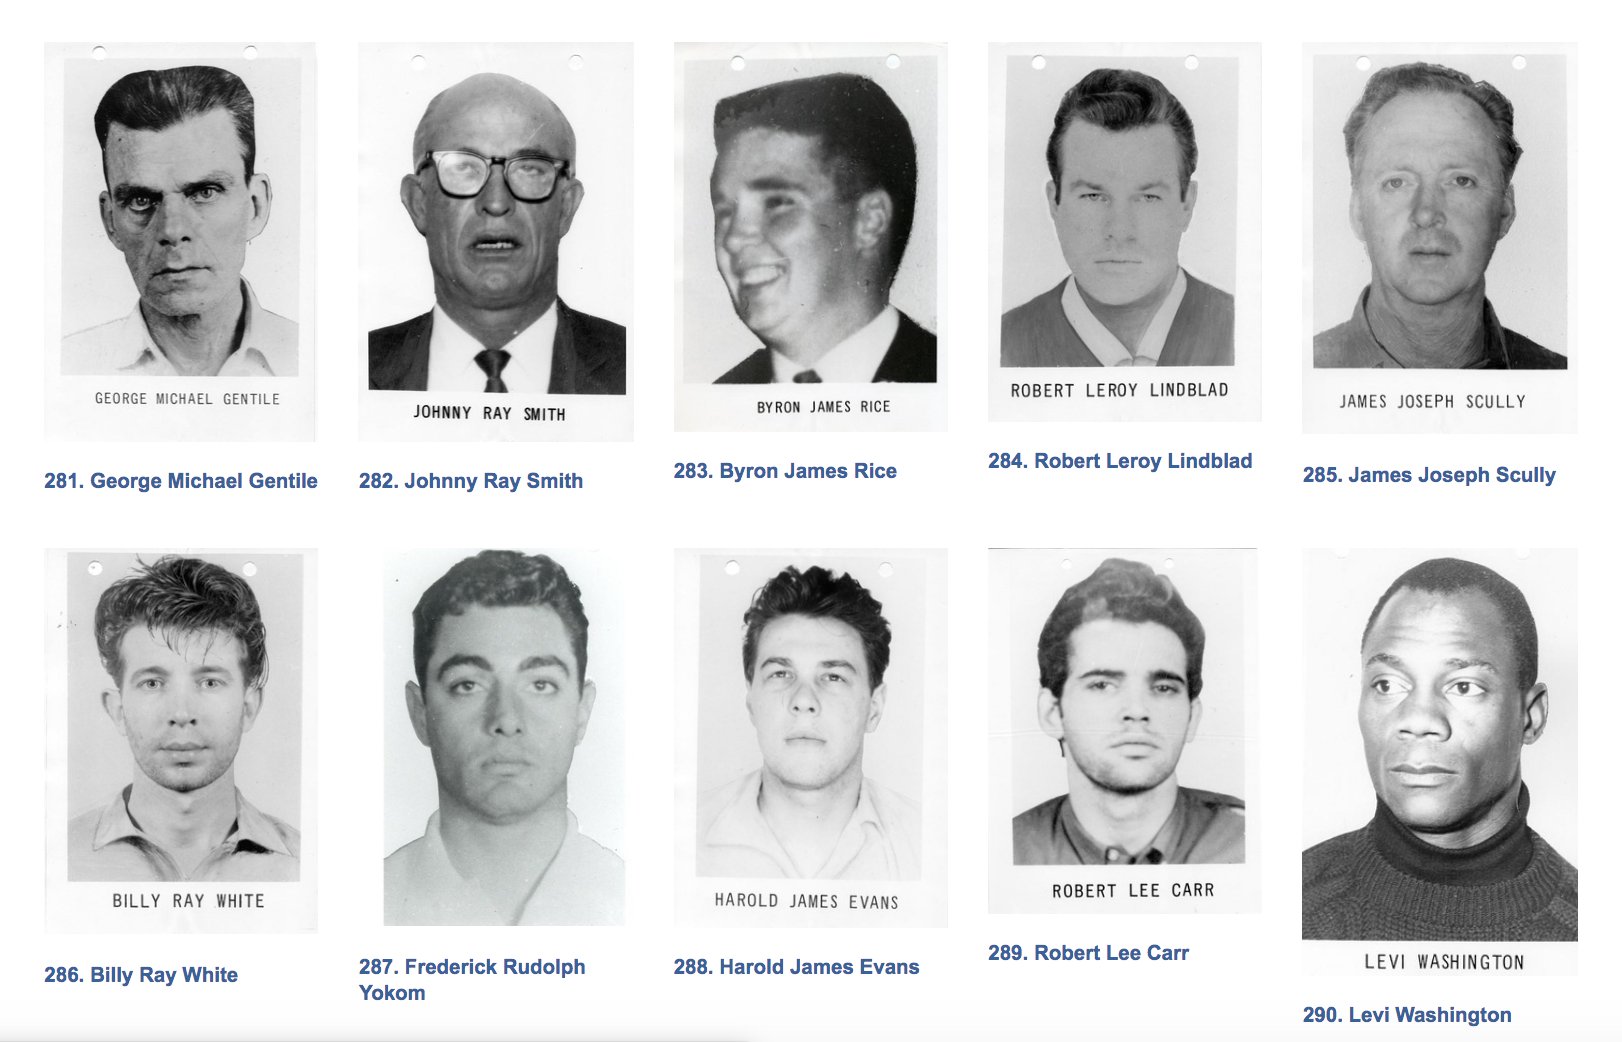 GEORGE MICHAEL GENTILE
JOHNNY RAY SMITH
BYRON JAMES RICE
ROBERT LEROY LINDBLAD
JAMES JOSEPH SCULLY
281. George Michael Gentile
282. Johnny Ray Smith
283. Byron James Rice
284. Robert Leroy Lindblad
285. James Joseph Scully
BILLY RAY WHITE
HAROLD JAMES EVANS
ROBERT LEE CARR
LEVI WASHINGTON
286. Billy Ray White
287. Frederick Rudolph
Yokom
288. Harold James Evans
289. Robert Lee Carr
290. Levi Washington